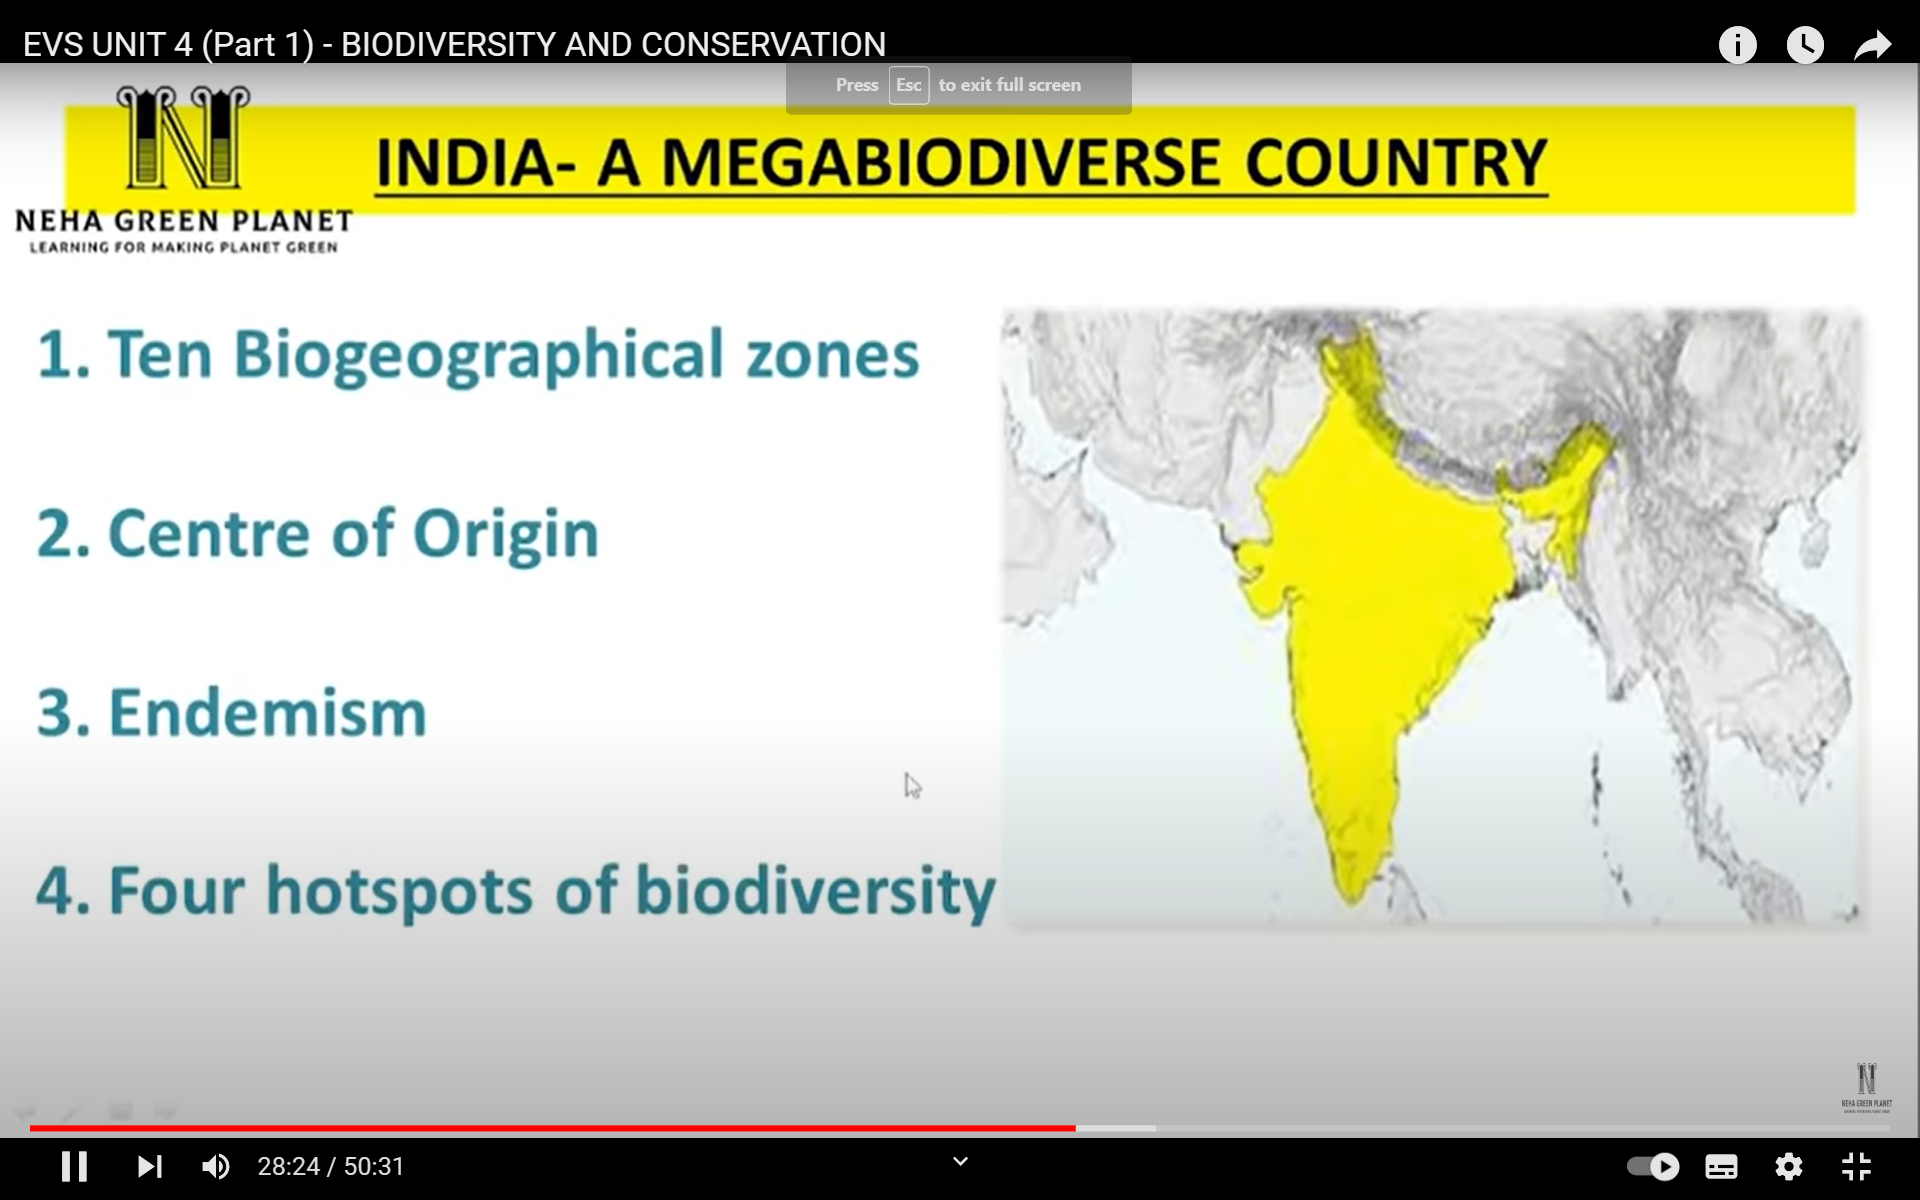 EVS UNIT 4 (Part 1) - BIODIVERSITY AND CONSERVATION
Press Esc to exit full screen
N
INDIA- A MEGABIODIVERSE COUNTRY
NEHA GREEN PLANET
LEARNING FOR MAKING PLANET GREEN
1. Ten Biogeographical zones
2. Centre of Origin
3. Endemism
4. Four hotspots of biodiversity
N
NEHA GREEN PLANET
28:24 / 50:31